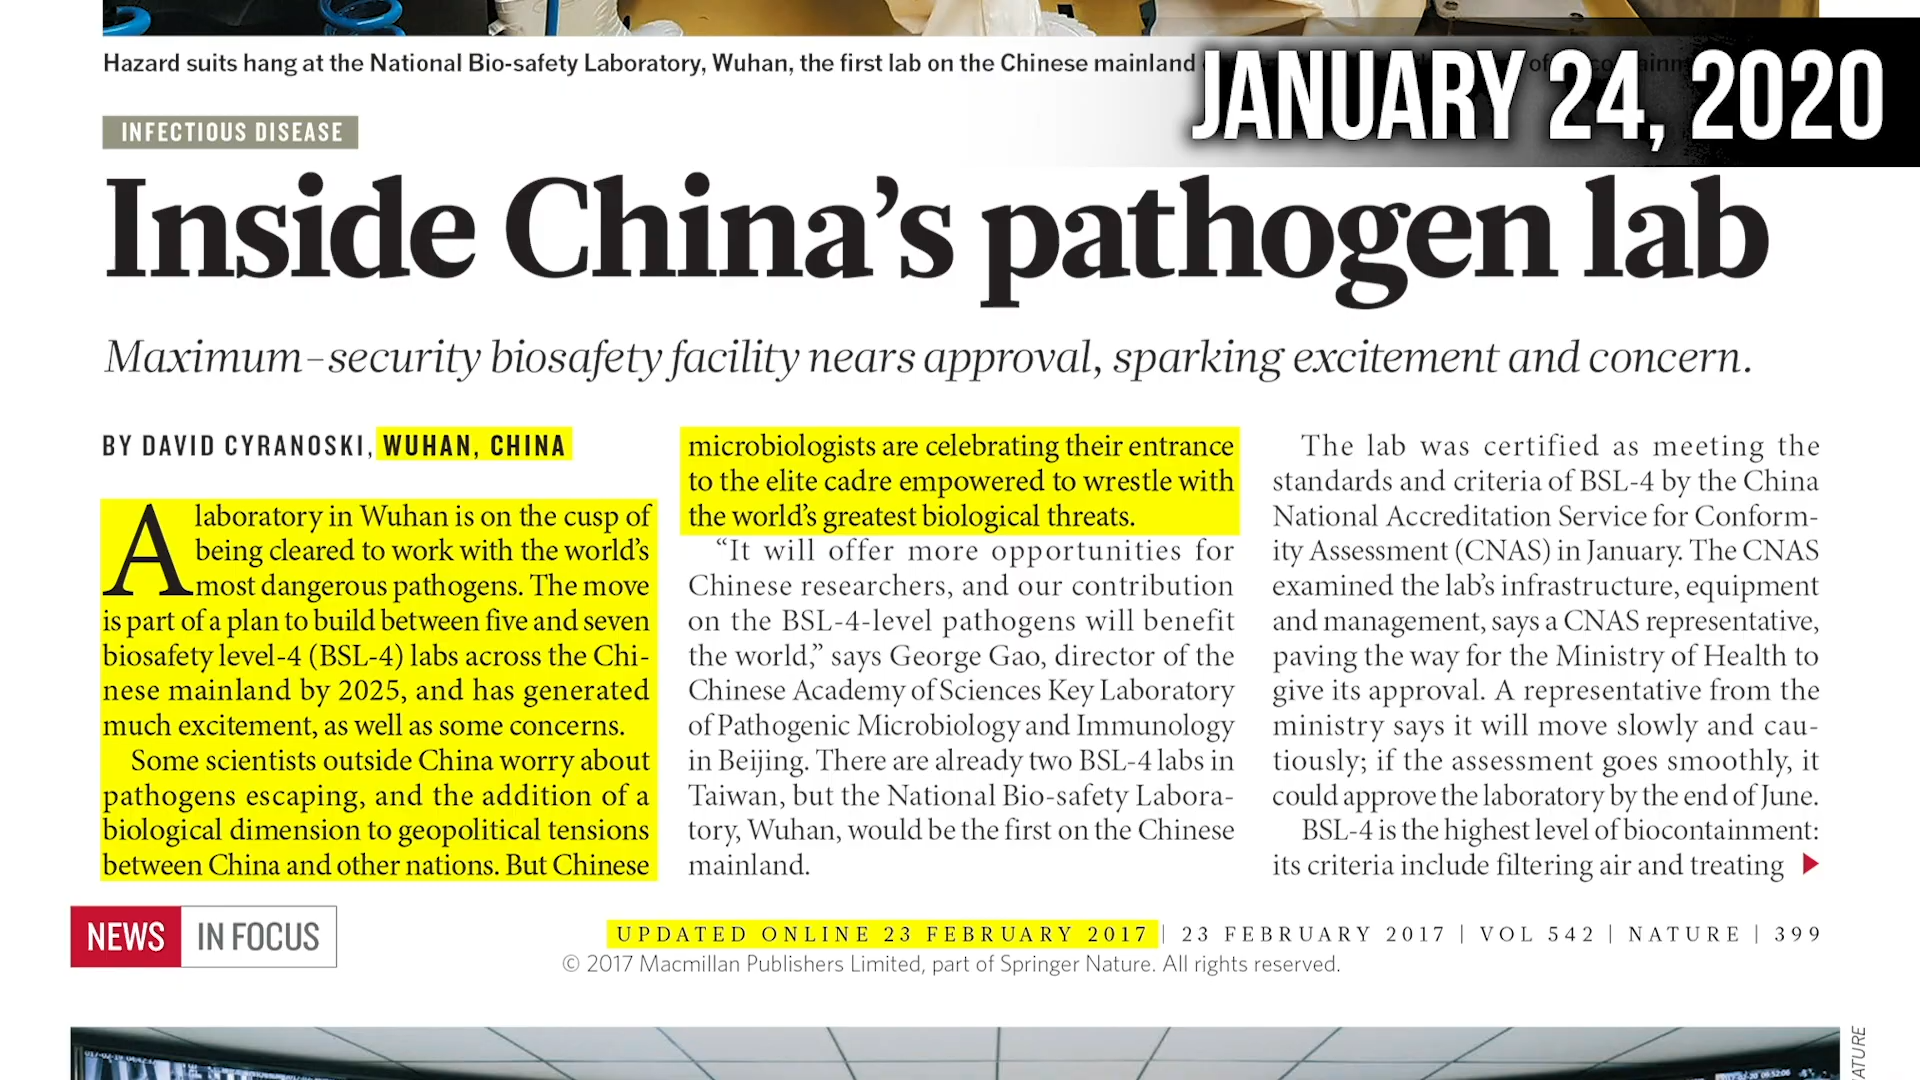 Hazard suits hang at the National Bio-safety Laboratory, Wuhan, the first lab on the Chinese mainland
JANUARY 24, 2020
INFECTIOUS DISEASE
Inside China’s pathogen lab
Maximum-security biosafety facility nears approval, sparking excitement and concern.
BY DAVID CYRANOSKI, WUHAN, CHINA
A laboratory in Wuhan is on the cusp of
being cleared to work with the world’s
most dangerous pathogens. The move
is part of a plan to build between five and seven
biosafety level-4 (BSL-4) labs across the Chi-
nese mainland by 2025, and has generated
much excitement, as well as some concerns.
Some scientists outside China worry about
pathogens escaping, and the addition of a
biological dimension to geopolitical tensions
between China and other nations. But Chinese
microbiologists are celebrating their entrance
to the elite cadre empowered to wrestle with
the world’s greatest biological threats.
“It will offer more opportunities for
Chinese researchers, and our contribution
on the BSL-4-level pathogens will benefit
the world,” says George Gao, director of the
Chinese Academy of Sciences Key Laboratory
of Pathogenic Microbiology and Immunology
in Beijing. There are already two BSL-4 labs in
Taiwan, but the National Bio-safety Labora-
tory, Wuhan, would be the first on the Chinese
mainland.
The lab was certified as meeting the
standards and criteria of BSL-4 by the China
National Accreditation Service for Conform-
ity Assessment (CNAS) in January. The CNAS
examined the lab’s infrastructure, equipment
and management, says a CNAS representative,
paving the way for the Ministry of Health to
give its approval. A representative from the
ministry says it will move slowly and cau-
tiously; if the assessment goes smoothly, it
could approve the laboratory by the end of June.
BSL-4 is the highest level of biocontainment:
its criteria include filtering air and treating
NEWS IN FOCUS
UPDATED ONLINE 23 FEBRUARY 2017 | 23 FEBRUARY 2017 | VOL 542 | NATURE | 399
© 2017 Macmillan Publishers Limited, part of Springer Nature. All rights reserved.